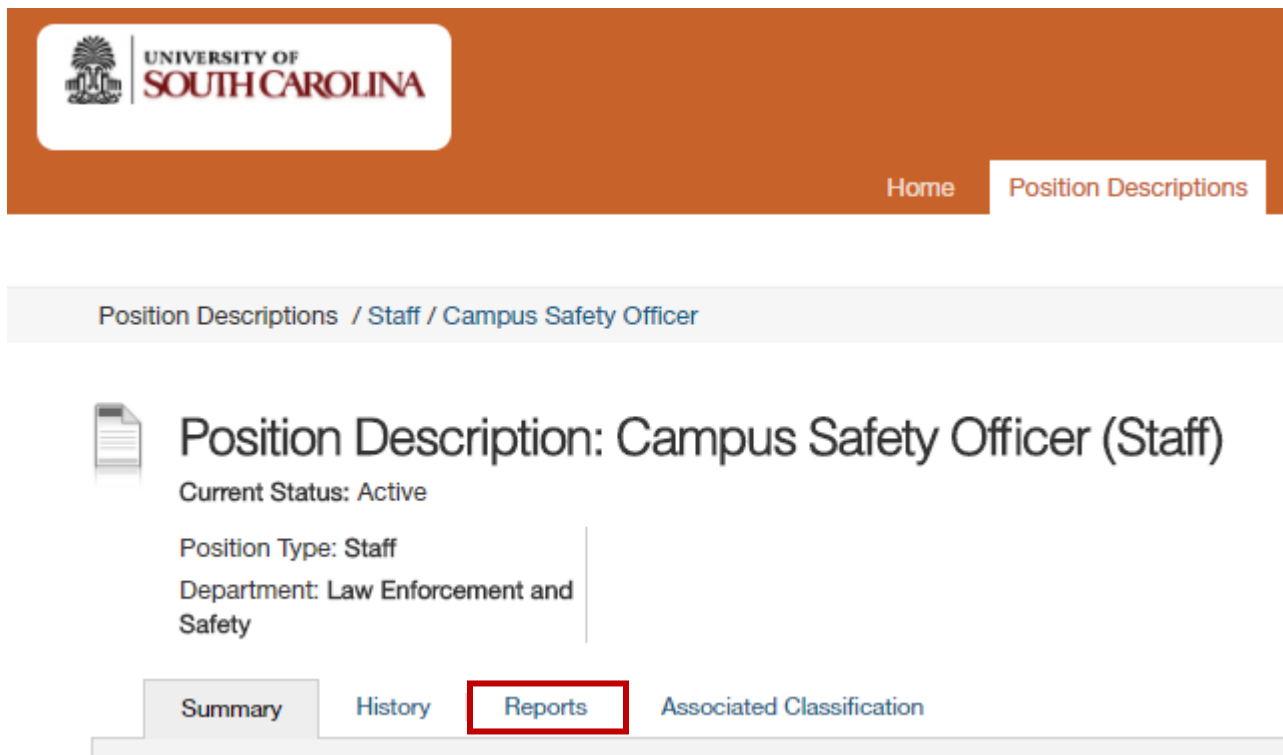 UNIVERSITY OF
SOUTH CAROLINA
Home Position Descriptions
Position Descriptions / Staff / Campus Safety Officer
Position Description: Campus Safety Officer (Staff)
Current Status: Active
Position Type: Staff
Department: Law Enforcement and
Safety
Summary History Reports Associated Classification